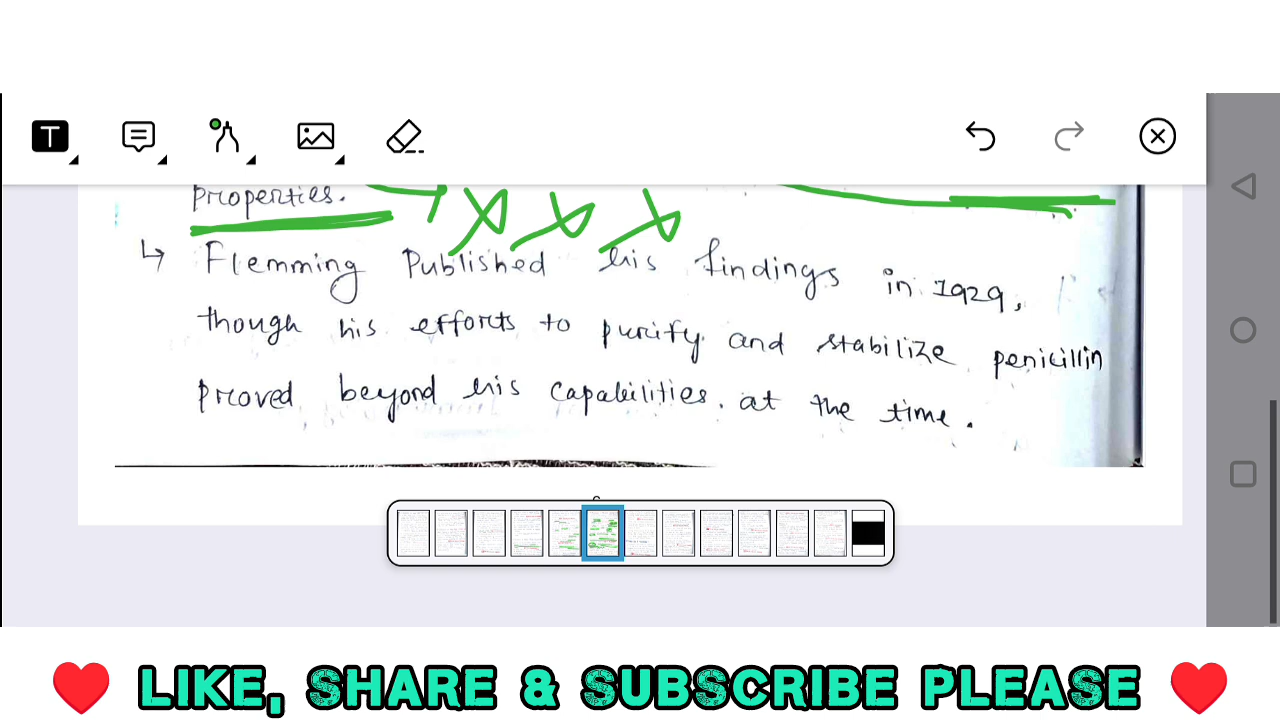 T
properties.
↳ Flemming Published his findings in 1929,
though his efforts to purify and stabilize penicillin
proved beyond his capabilities. at the time.
LIKE, SHARE & SUBSCRIBE PLEASE